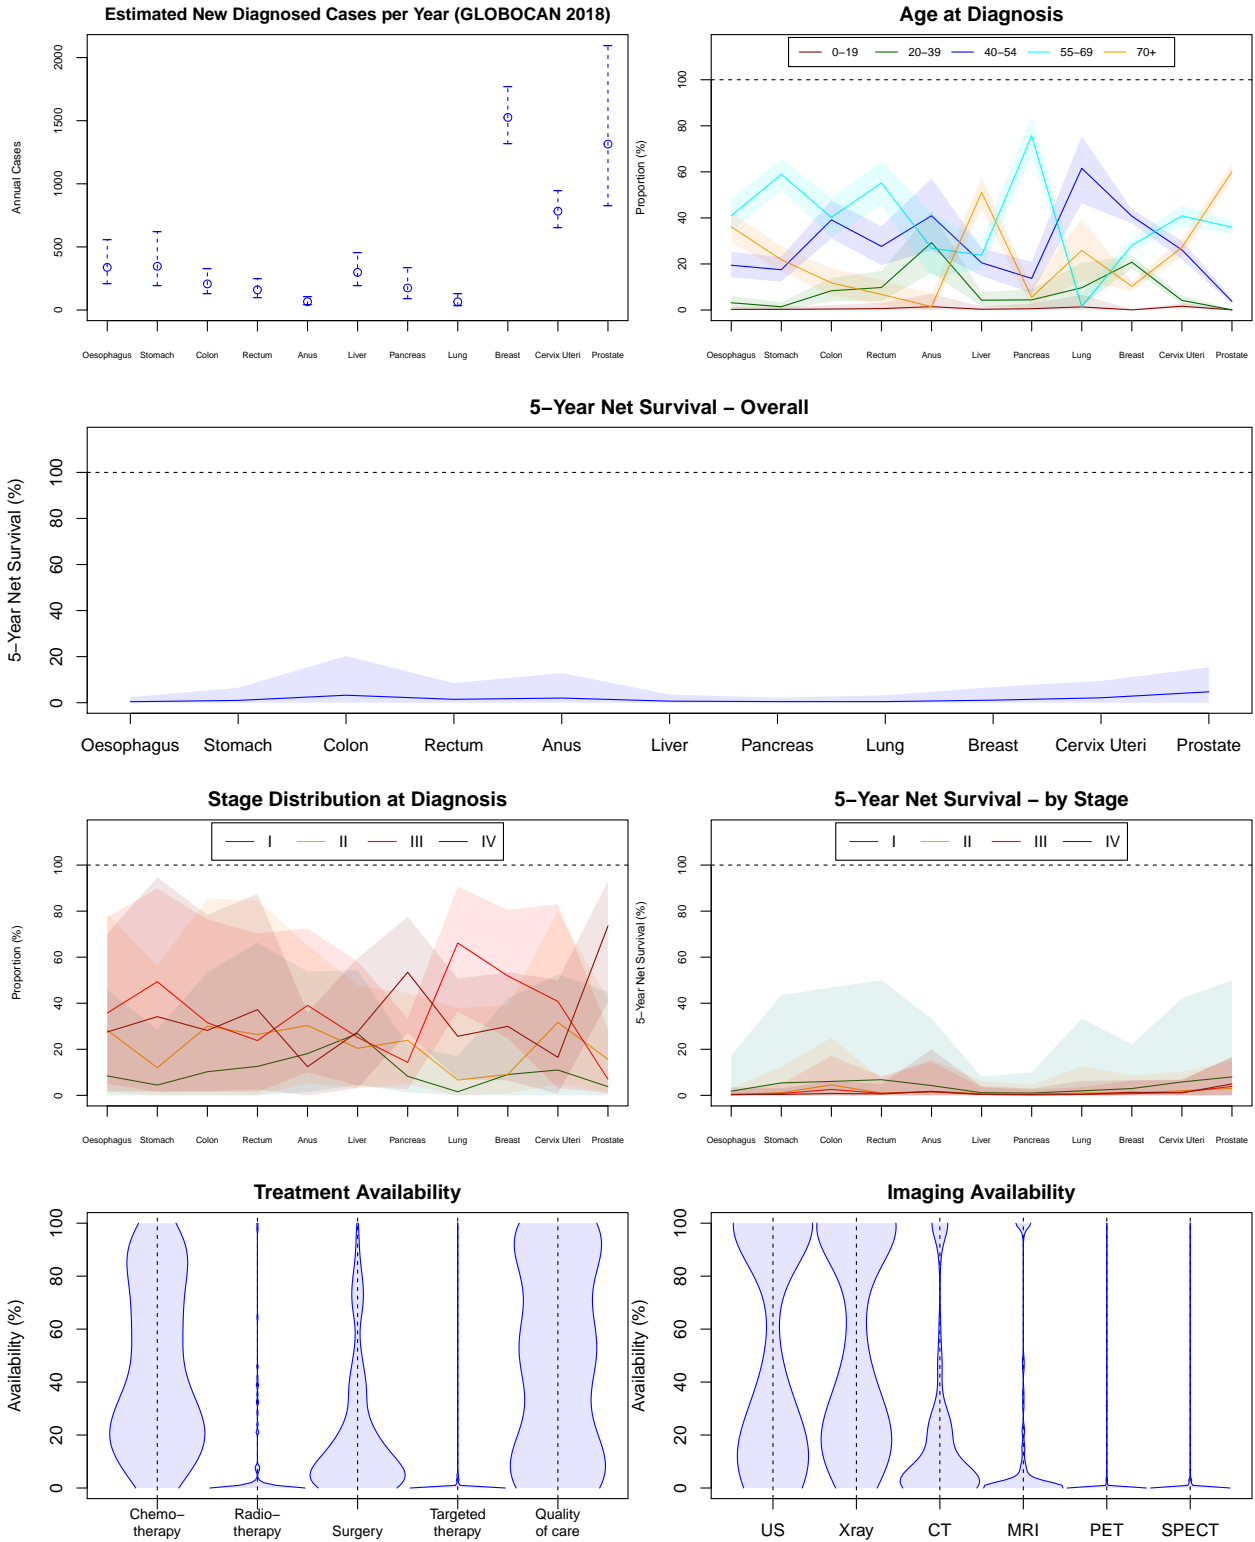 Estimated New Diagnosed Cases per Year (GLOBOCAN 2018)
Annual Cases
2000
1500
1000
500
0
Oesophagus Stomach Colon Rectum Anus Liver Pancreas Lung Breast Cervix Uteri Prostate
Age at Diagnosis
0–19 20–39 40–54 55–69 70+
Proportion (%)
100
80
60
40
20
0
Oesophagus Stomach Colon Rectum Anus Liver Pancreas Lung Breast Cervix Uteri Prostate
5–Year Net Survival – Overall
5–Year Net Survival (%)
100
80
60
40
20
0
Oesophagus Stomach Colon Rectum Anus Liver Pancreas Lung Breast Cervix Uteri Prostate
Stage Distribution at Diagnosis
I II III IV
Proportion (%)
100
80
60
40
20
0
Oesophagus Stomach Colon Rectum Anus Liver Pancreas Lung Breast Cervix Uteri Prostate
5–Year Net Survival – by Stage
I II III IV
5–Year Net Survival (%)
100
80
60
40
20
0
Oesophagus Stomach Colon Rectum Anus Liver Pancreas Lung Breast Cervix Uteri Prostate
Treatment Availability
Availability (%)
100
80
60
40
20
0
Chemo–
therapy
Radio–
therapy
Surgery
Targeted
therapy
Quality
of care
Imaging Availability
Availability (%)
100
80
60
40
20
0
US Xray CT MRI PET SPECT